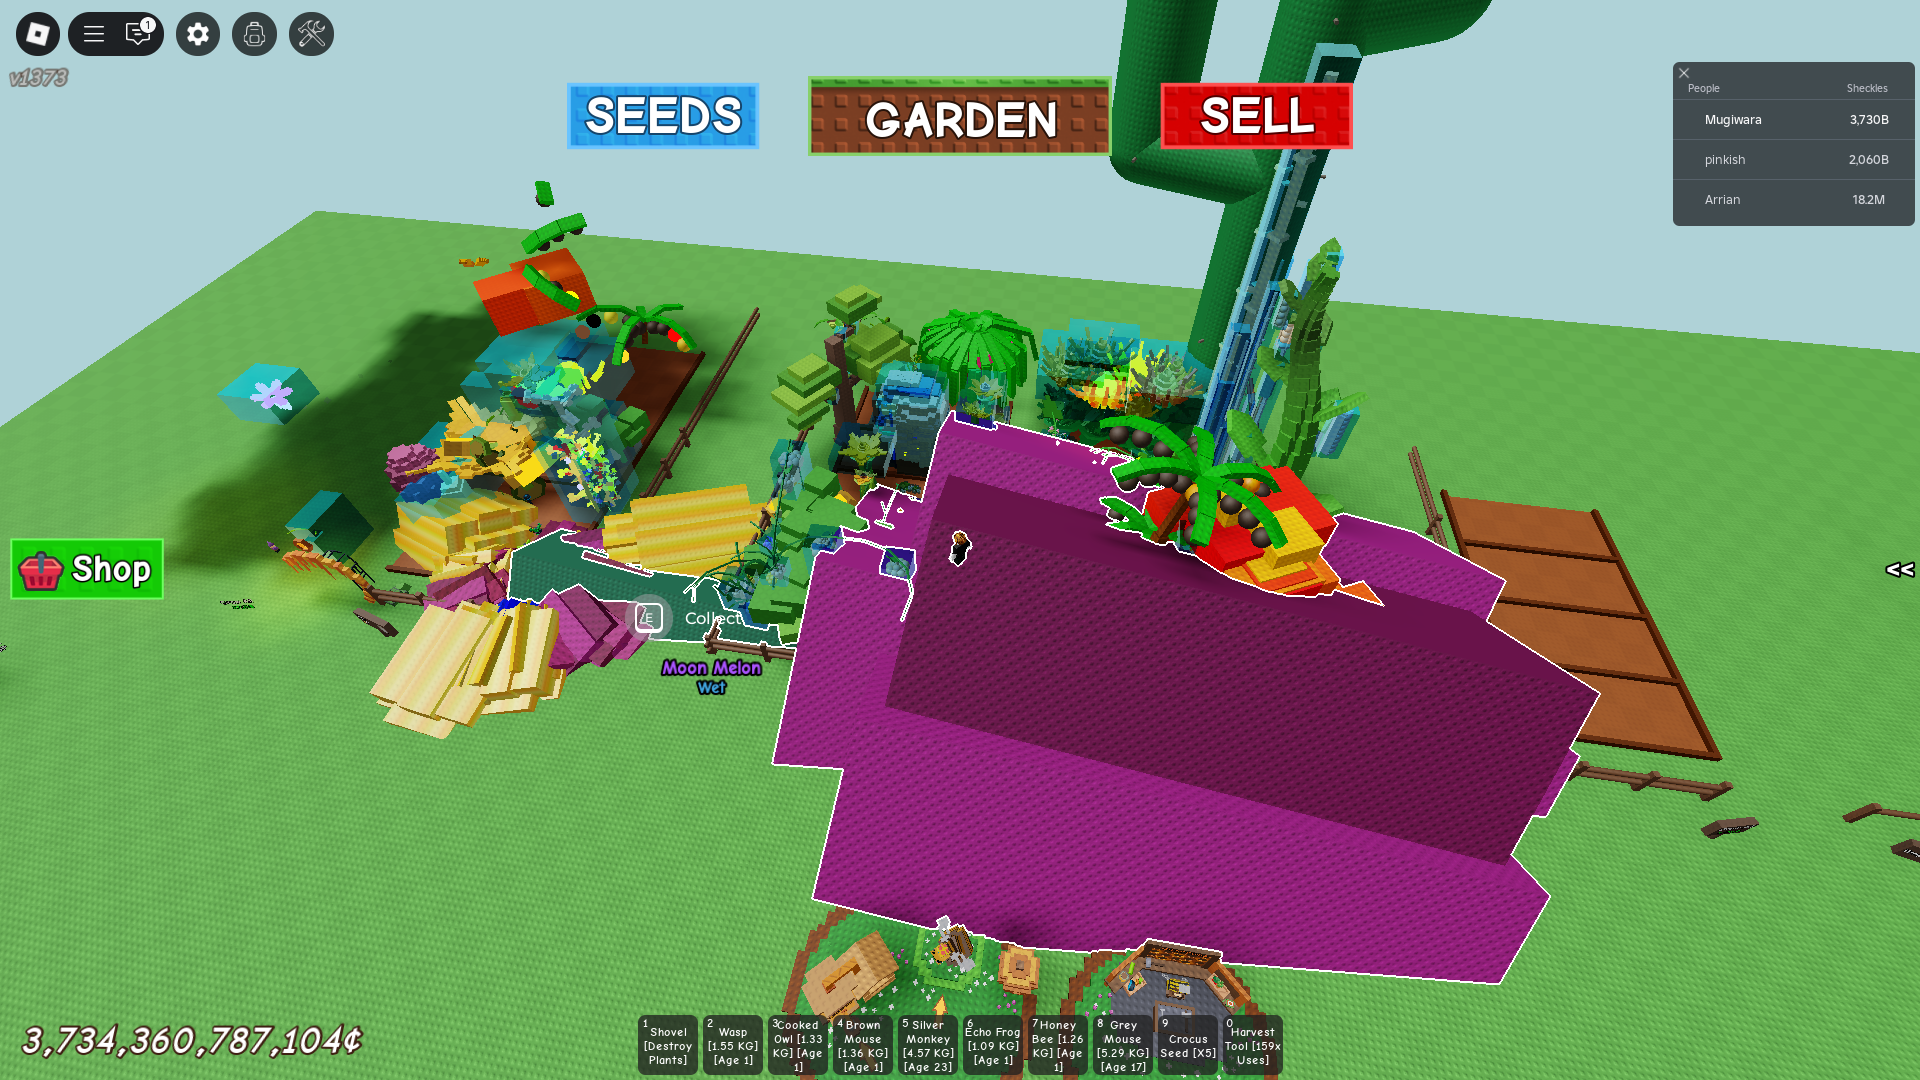 1
v1373
SEEDS
GARDEN
SELL
People Sheckles
Mugiwara 3,730B
pinkish 2,060B
Arrian 18.2M
Shop
<<
E
Collect
Moon Melon
Wet
3,734,360,787,104¢
1 Shovel
[Destroy
Plants]
2 Wasp
[1.55 KG]
[Age 1]
3 Cooked
Owl [1.33
KG] [Age
1]
4 Brown
Mouse
[1.36 KG]
[Age 1]
5 Silver
Monkey
[4.57 KG]
[Age 23]
6 Echo Frog
[1.09 KG]
[Age 1]
7 Honey
Bee [1.26
KG] [Age
1]
8 Grey
Mouse
[5.29 KG]
[Age 17]
9 Crocus
Seed [X5]
0 Harvest
Tool [159x
Uses]